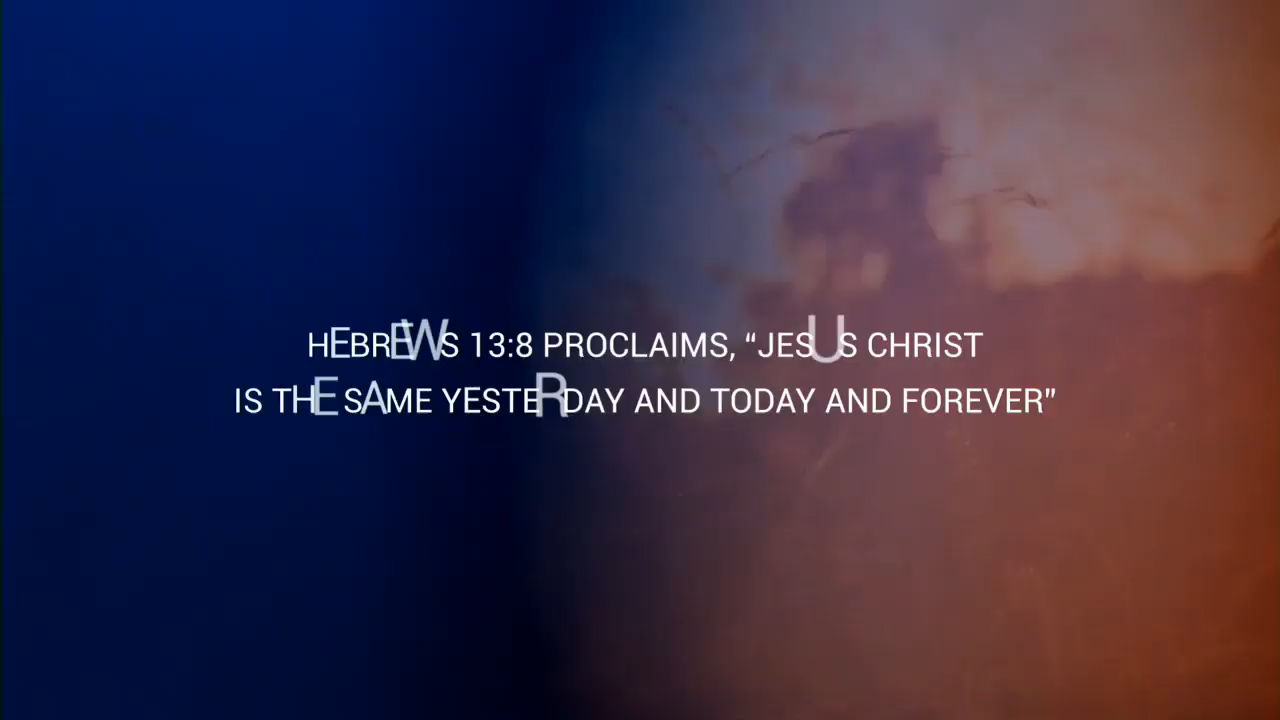 HEBREWS 13:8 PROCLAIMS, “JESUS CHRIST
IS THE SAME YESTERDAY AND TODAY AND FOREVER”